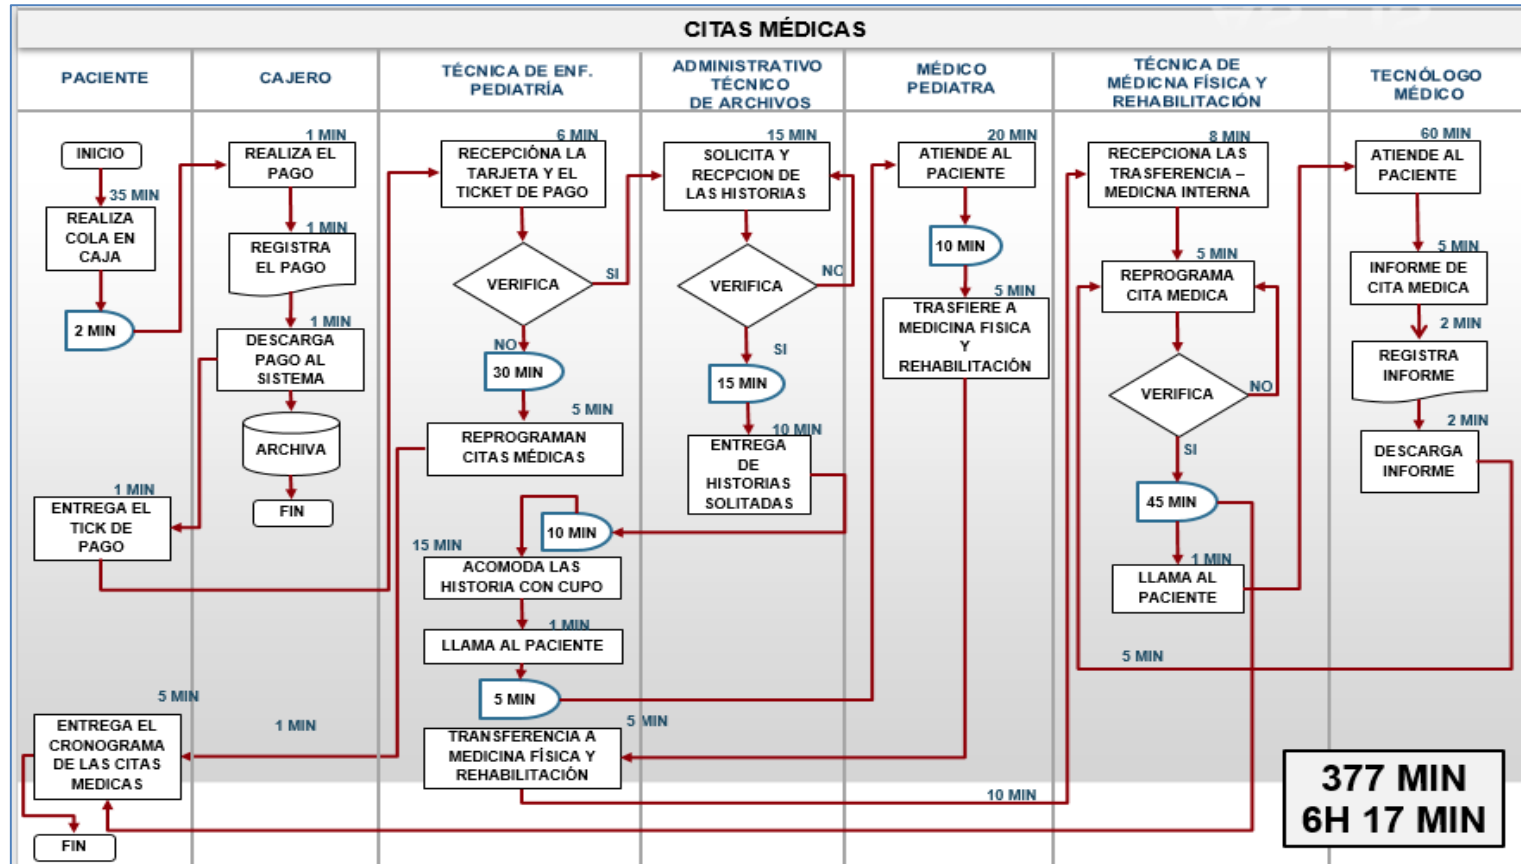 CITAS MÉDICAS
PACIENTE
CAJERO
TÉCNICA DE ENF.
PEDIATRÍA
ADMINISTRATIVO
TÉCNICO
DE ARCHIVOS
MÉDICO
PEDIATRA
TÉCNICA DE
MÉDICNA FÍSICA Y
REHABILITACIÓN
TECNÓLOGO
MÉDICO
INICIO
35 MIN
REALIZA
COLA EN
CAJA
2 MIN
1 MIN
ENTREGA EL
TICK DE
PAGO
5 MIN
ENTREGA EL
CRONOGRAMA
DE LAS CITAS
MEDICAS
FIN
1 MIN
REALIZA EL
PAGO
1 MIN
REGISTRA
EL PAGO
1 MIN
DESCARGA
PAGO AL
SISTEMA
ARCHIVA
FIN
1 MIN
6 MIN
RECEPCIÓNA LA
TARJETA Y EL
TICKET DE PAGO
VERIFICA
SI
NO
30 MIN
5 MIN
REPROGRAMAN
CITAS MÉDICAS
10 MIN
15 MIN
ACOMODA LAS
HISTORIA CON CUPO
1 MIN
LLAMA AL PACIENTE
5 MIN
5 MIN
TRANSFERENCIA A
MEDICINA FÍSICA Y
REHABILITACIÓN
15 MIN
SOLICITA Y
RECPCION DE
LAS HISTORIAS
VERIFICA
NO
SI
15 MIN
10 MIN
ENTREGA
DE
HISTORIAS
SOLITADAS
20 MIN
ATIENDE AL
PACIENTE
10 MIN
5 MIN
TRASFIERE A
MEDICINA FISICA
Y
REHABILITACIÓN
10 MIN
8 MIN
RECEPCIONA LAS
TRASFERENCIA –
MEDICNA INTERNA
5 MIN
REPROGRAMA
CITA MEDICA
VERIFICA
NO
SI
45 MIN
1 MIN
LLAMA AL
PACIENTE
5 MIN
60 MIN
ATIENDE AL
PACIENTE
5 MIN
INFORME DE
CITA MEDICA
2 MIN
REGISTRA
INFORME
2 MIN
DESCARGA
INFORME
377 MIN
6H 17 MIN